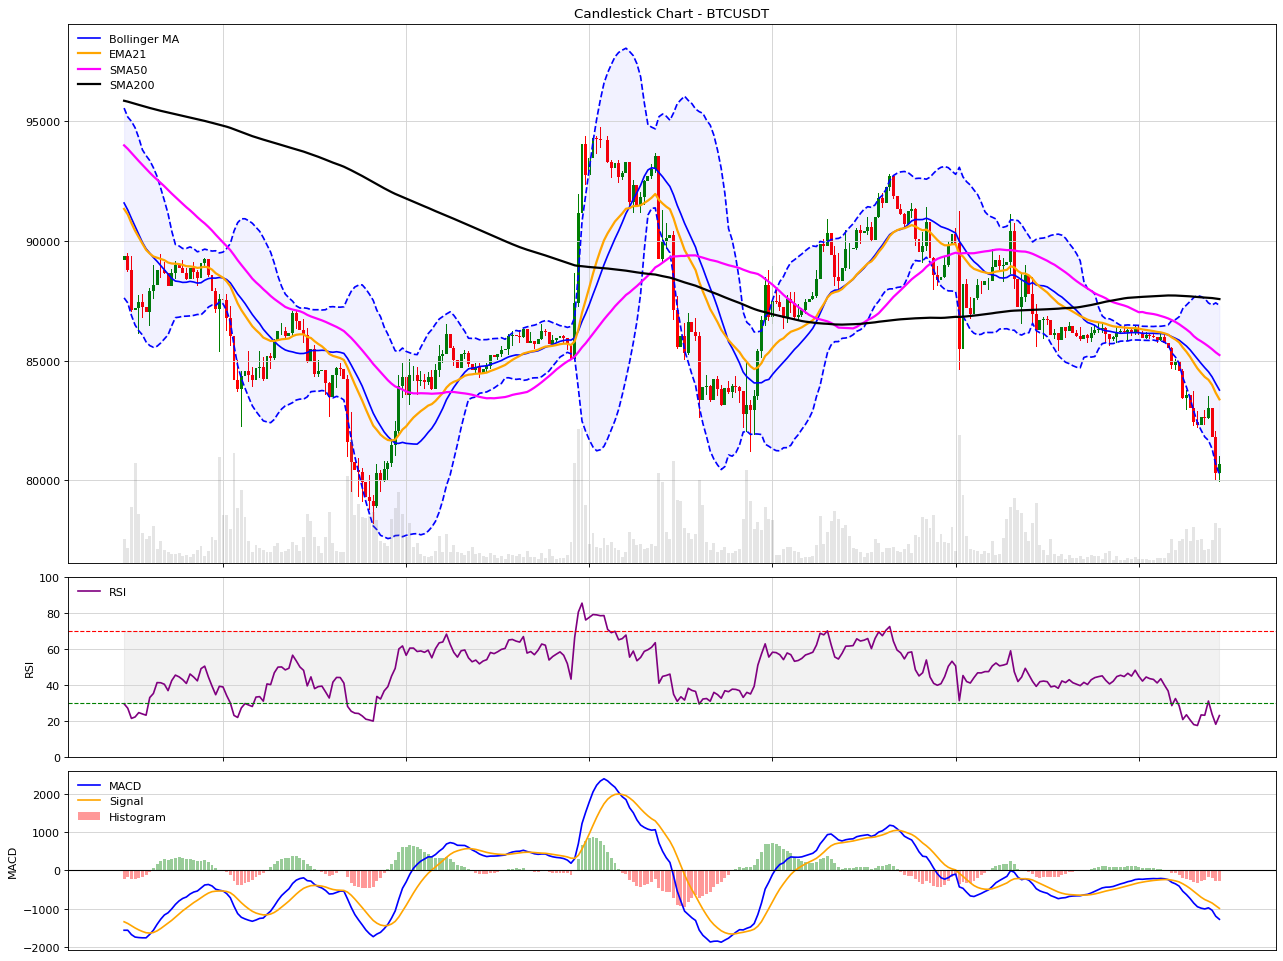 Candlestick Chart - BTCUSDT
Bollinger MA
EMA21
SMA50
SMA200
95000
90000
85000
80000
RSI
100
80
60
40
20
0
RSI
MACD
Signal
Histogram
2000
1000
0
−1000
−2000
MACD